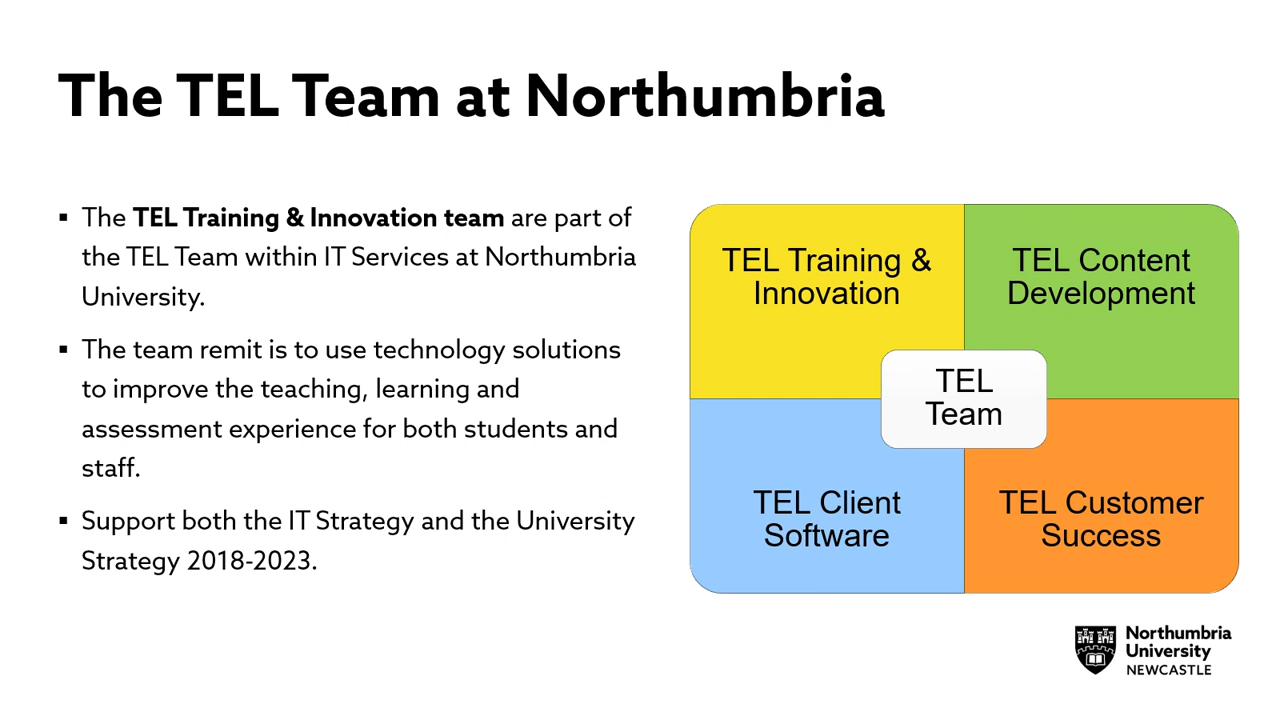 The TEL Team at Northumbria
▪ The TEL Training & Innovation team are part of
the TEL Team within IT Services at Northumbria
University.
▪ The team remit is to use technology solutions
to improve the teaching, learning and
assessment experience for both students and
staff.
▪ Support both the IT Strategy and the University
Strategy 2018-2023.
TEL Training &
Innovation
TEL Content
Development
TEL
Team
TEL Client
Software
TEL Customer
Success
Northumbria
University
NEWCASTLE